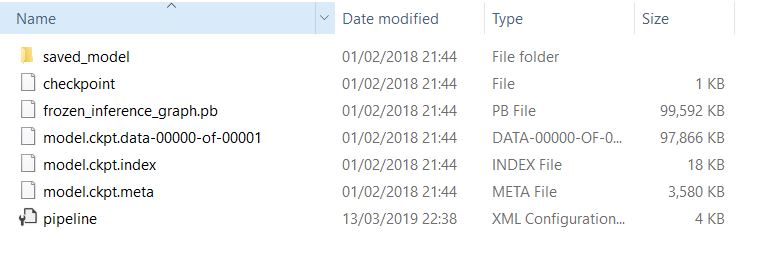 Name Date modified Type Size
saved_model 01/02/2018 21:44 File folder
checkpoint 01/02/2018 21:44 File 1 KB
frozen_inference_graph.pb 01/02/2018 21:44 PB File 99,592 KB
model.ckpt.data-00000-of-00001 01/02/2018 21:44 DATA-00000-OF-0... 97,866 KB
model.ckpt.index 01/02/2018 21:44 INDEX File 18 KB
model.ckpt.meta 01/02/2018 21:44 META File 3,580 KB
pipeline 13/03/2019 22:38 XML Configuration... 4 KB